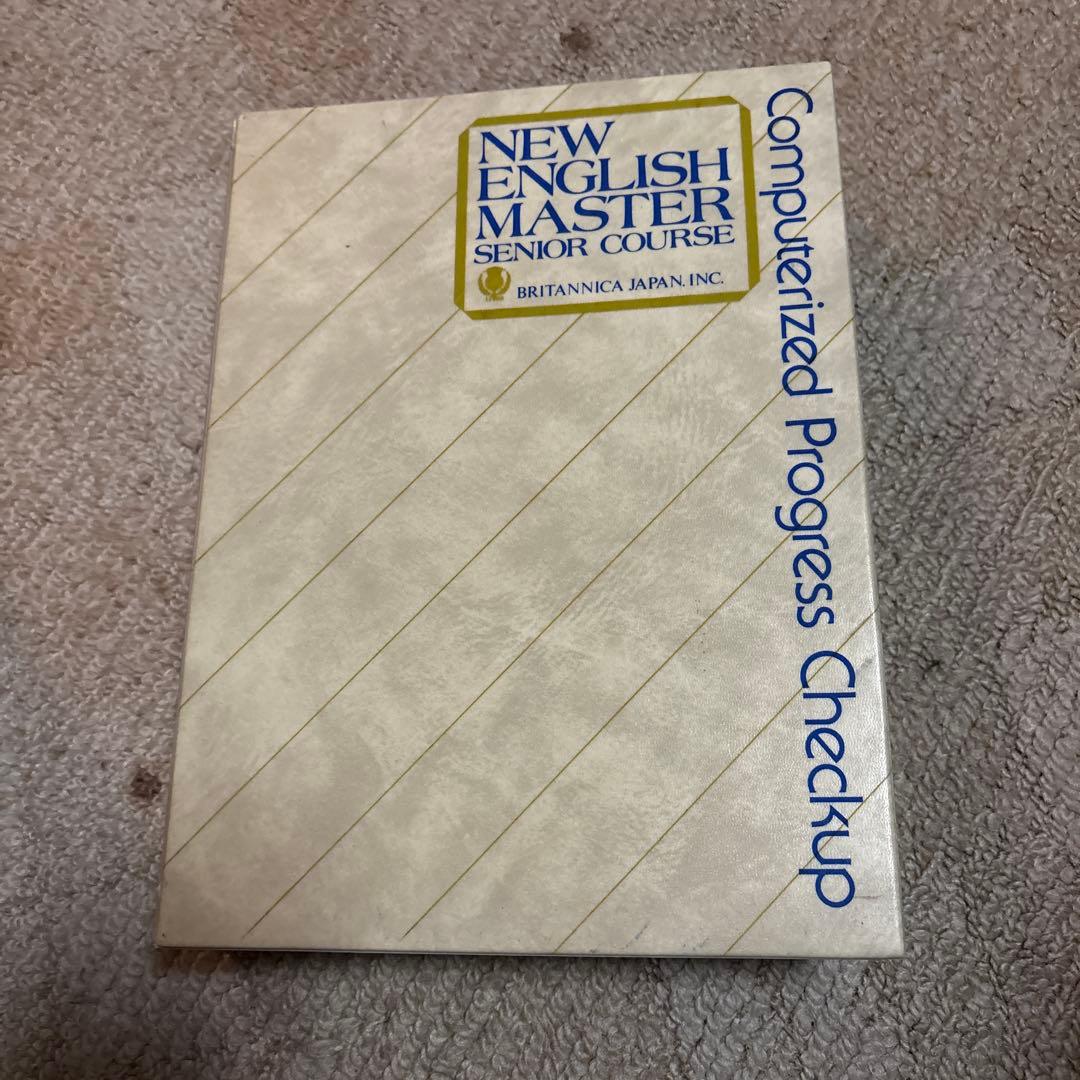 NEW
ENGLISH
MASTER
SENIOR COURSE
BRITANNICA JAPAN. INC.
Computerized Progress Checkup